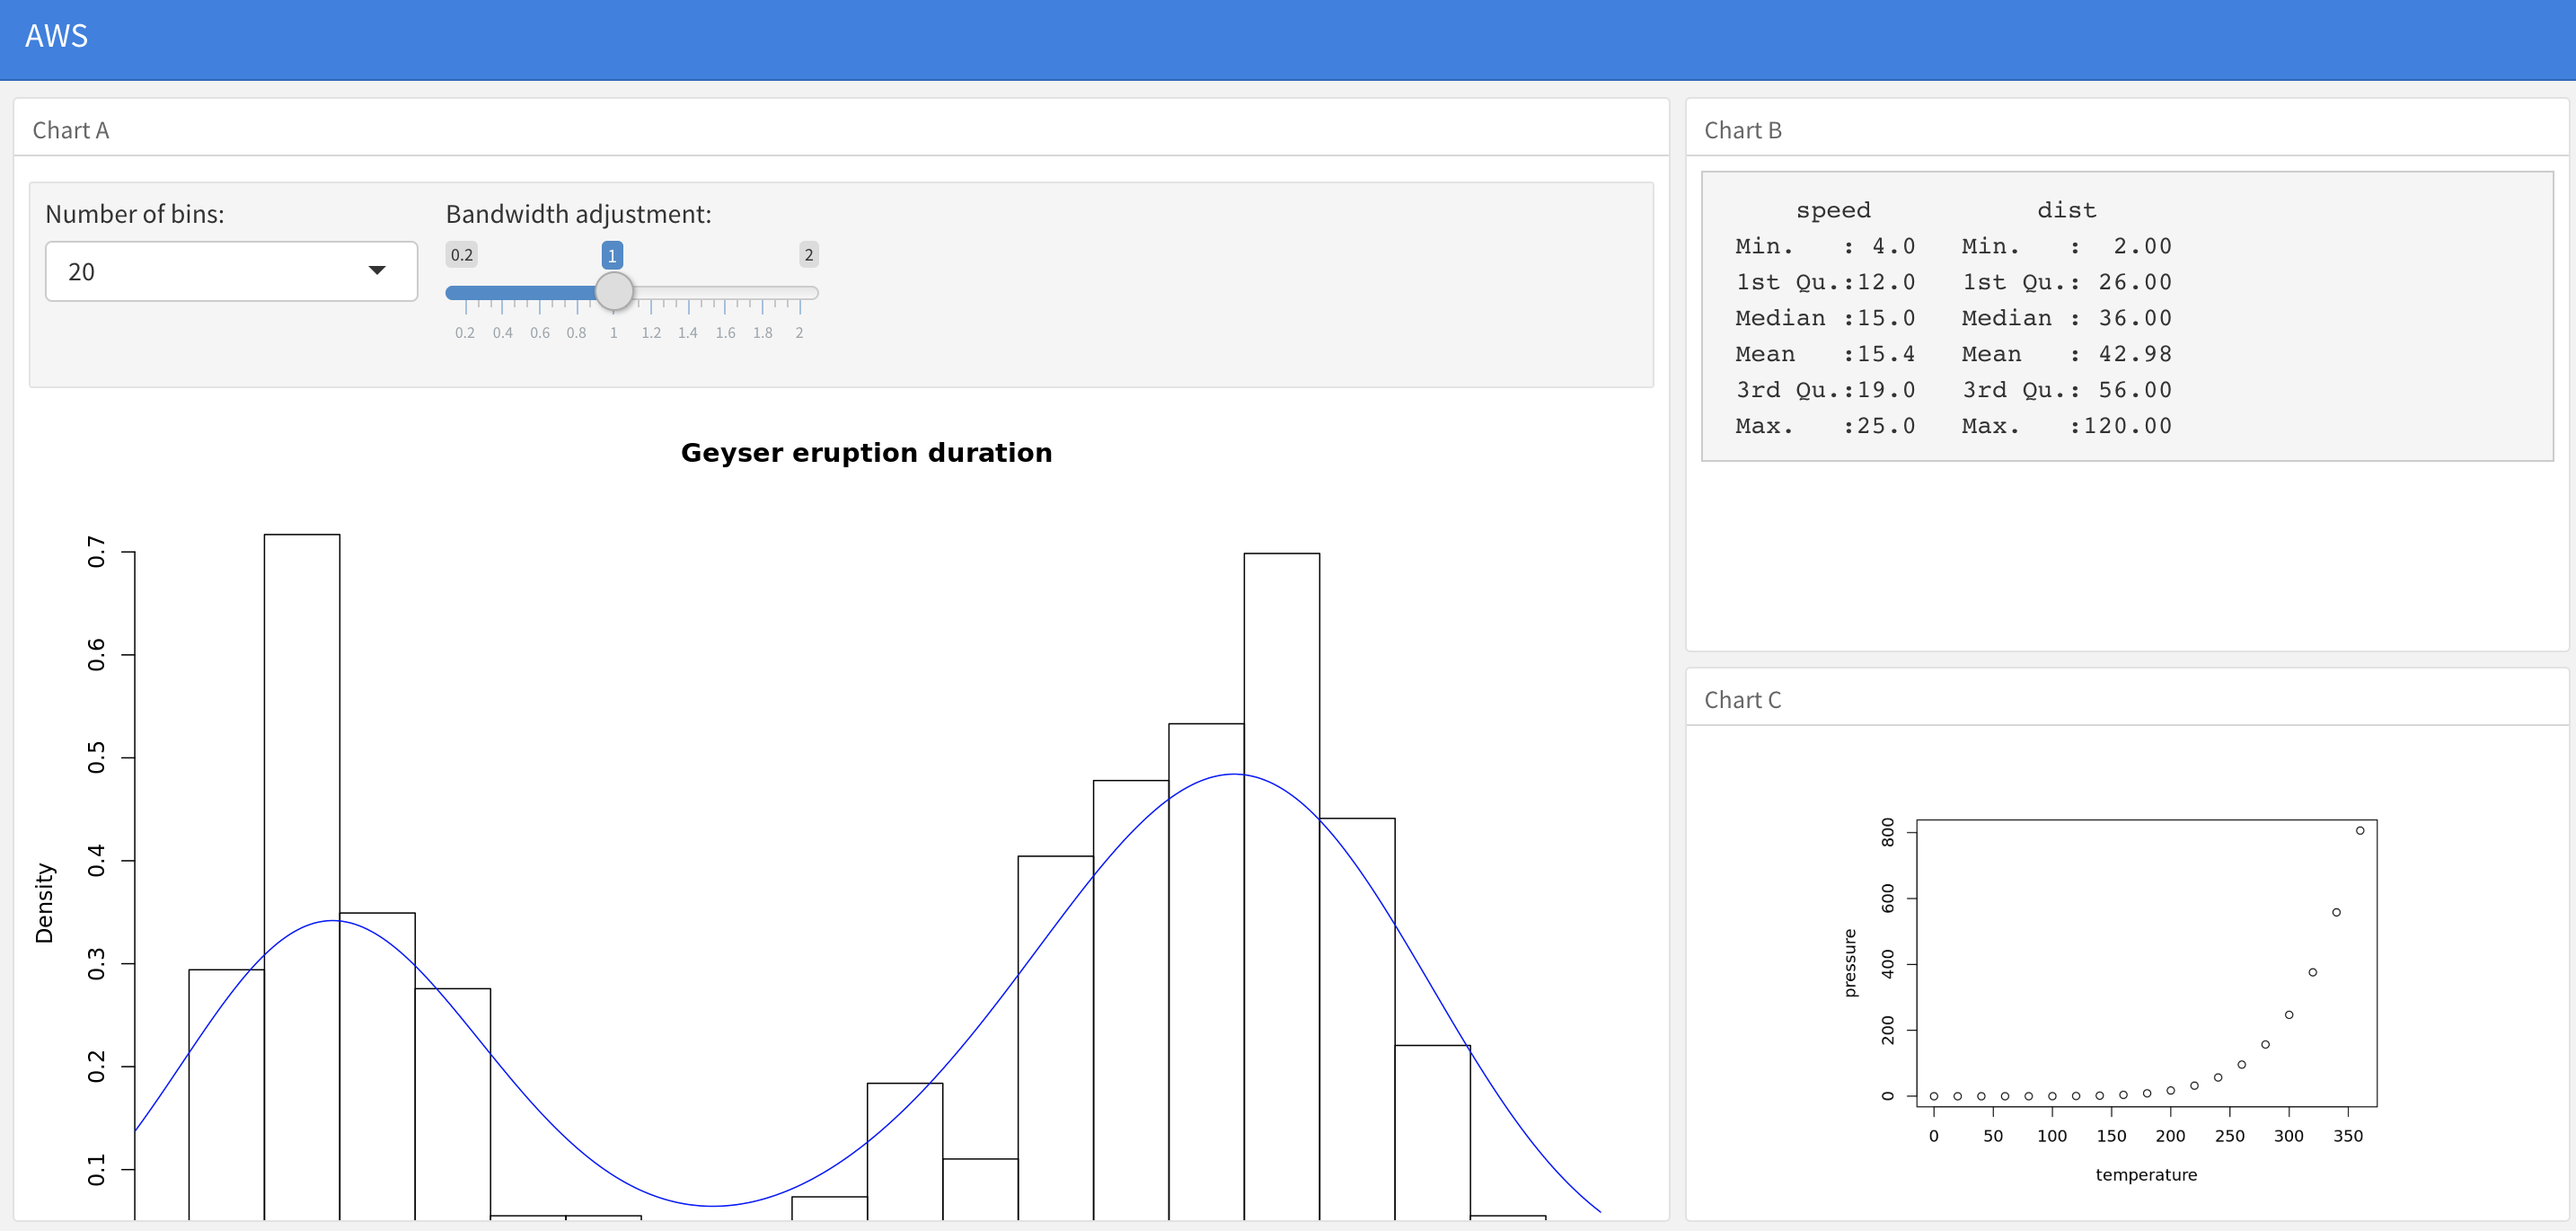 AWS
Chart A
Number of bins:
20
Bandwidth adjustment:
0.2 1 2
0.2 0.4 0.6 0.8 1 1.2 1.4 1.6 1.8 2
Geyser eruption duration
0.7
0.6
0.5
0.4
0.3
0.2
0.1
Density
Chart B
speed dist
Min. : 4.0 Min. : 2.00
1st Qu.:12.0 1st Qu.: 26.00
Median :15.0 Median : 36.00
Mean :15.4 Mean : 42.98
3rd Qu.:19.0 3rd Qu.: 56.00
Max. :25.0 Max. :120.00
Chart C
800
600
400
200
0
pressure
0 50 100 150 200 250 300 350
temperature